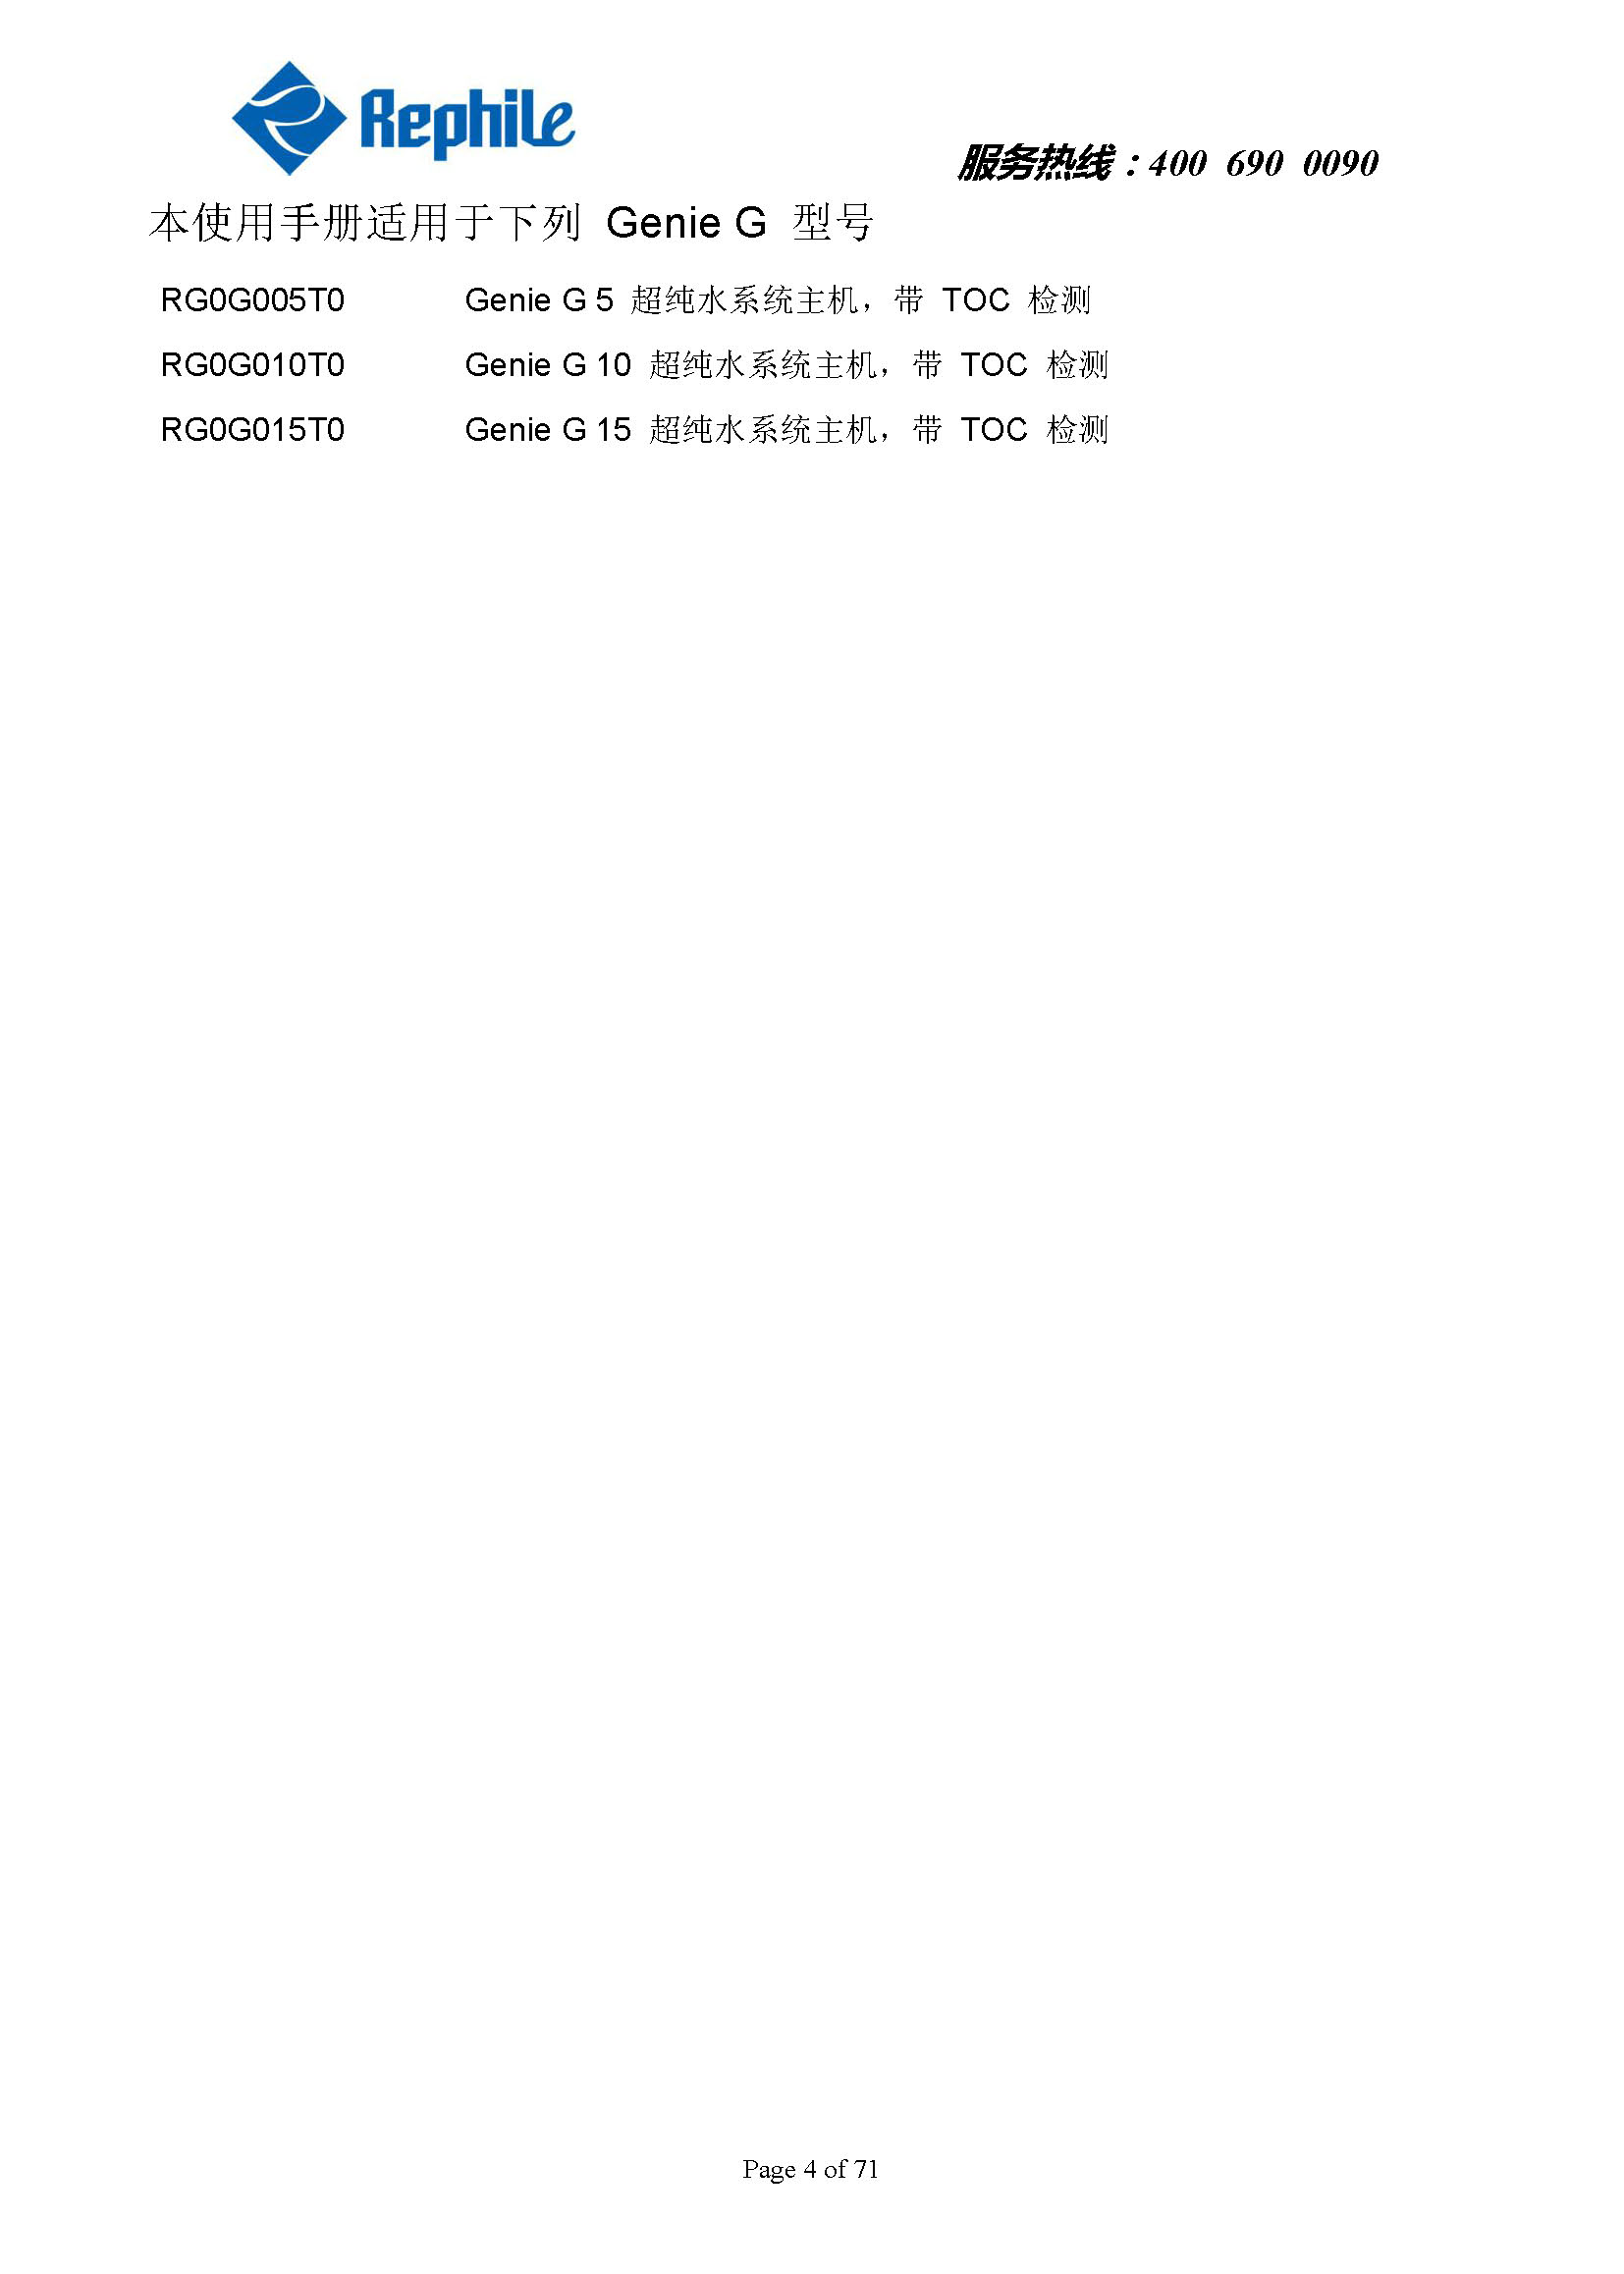 Rephile
服务热线：400 690 0090
本使用手册适用于下列 Genie G 型号
RG0G005T0 Genie G 5 超纯水系统主机，带 TOC 检测
RG0G010T0 Genie G 10 超纯水系统主机，带 TOC 检测
RG0G015T0 Genie G 15 超纯水系统主机，带 TOC 检测
Page 4 of 71